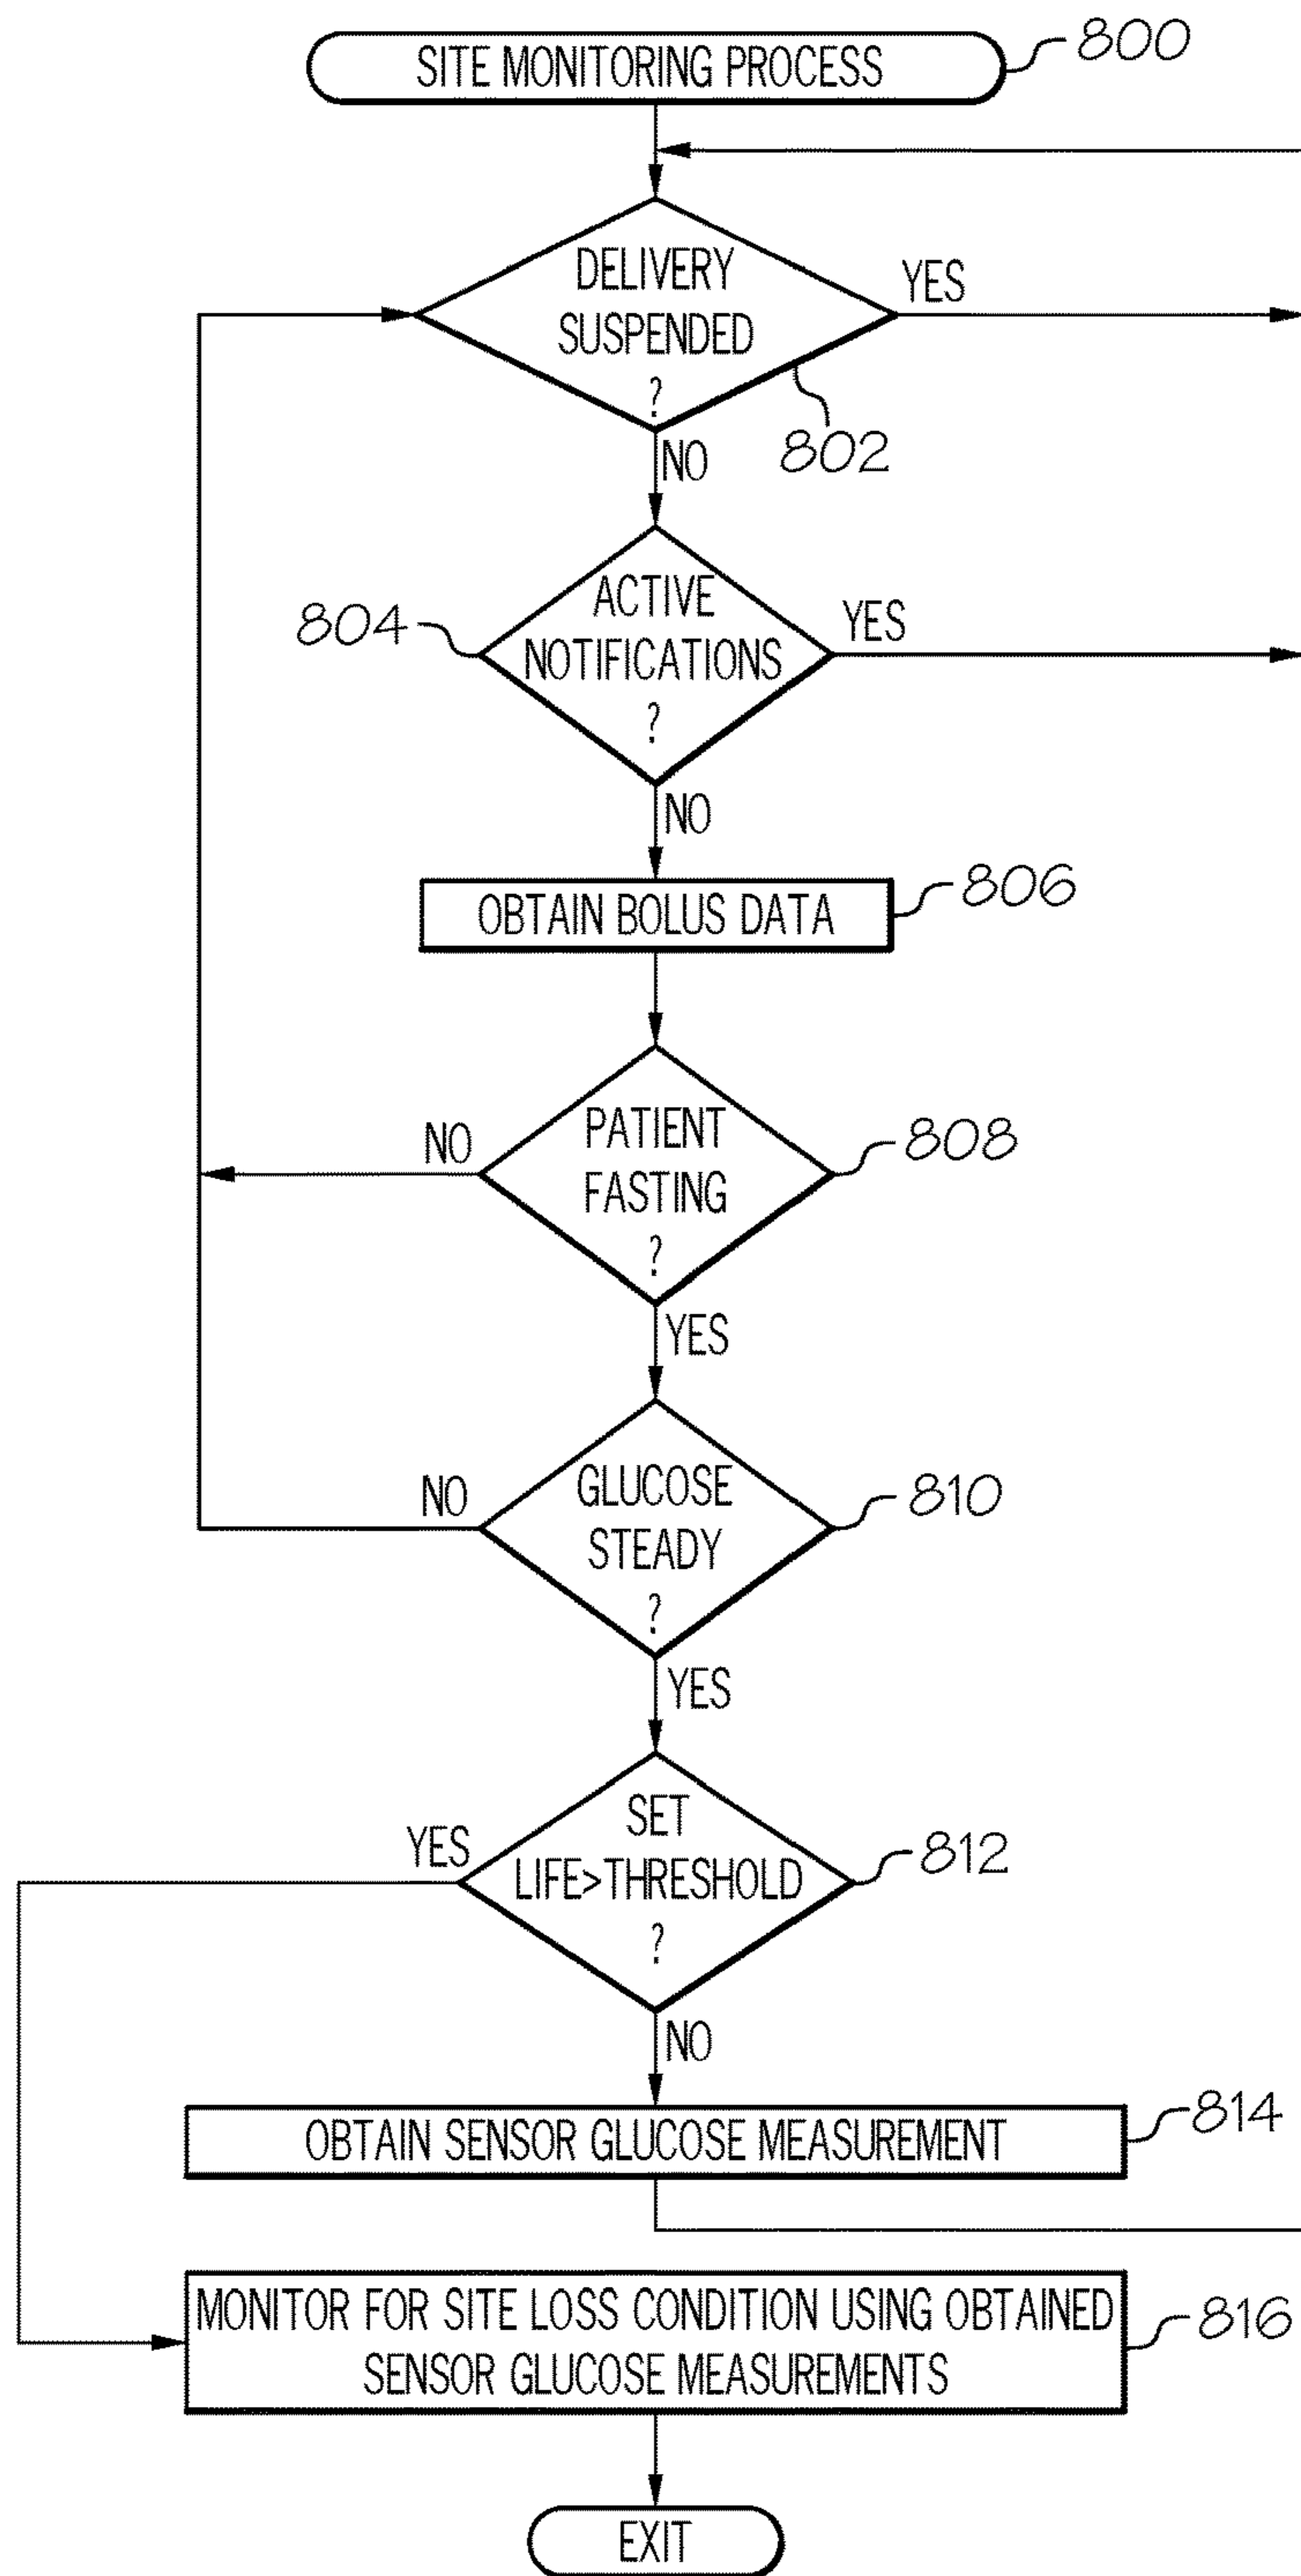 SITE MONITORING PROCESS
800
DELIVERY
SUSPENDED
?
YES
802
NO
ACTIVE
NOTIFICATIONS
?
804
YES
NO
OBTAIN BOLUS DATA
806
PATIENT
FASTING
?
NO
808
YES
GLUCOSE
STEADY
?
NO
810
YES
SET
LIFE>THRESHOLD
?
YES
812
NO
OBTAIN SENSOR GLUCOSE MEASUREMENT
814
MONITOR FOR SITE LOSS CONDITION USING OBTAINED
SENSOR GLUCOSE MEASUREMENTS
816
EXIT